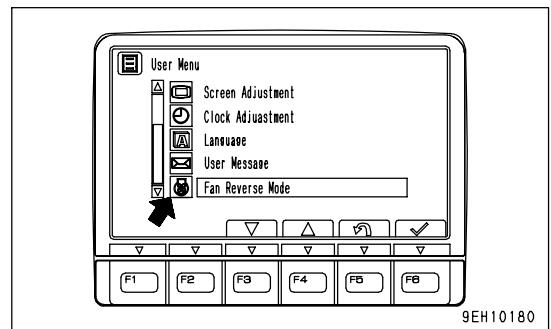 User Menu
Screen Adjustment
Clock Adjuastment
A Language
User Message
Fan Reverse Mode
F1 F2 F3 F4 F5 F6
9EH10180